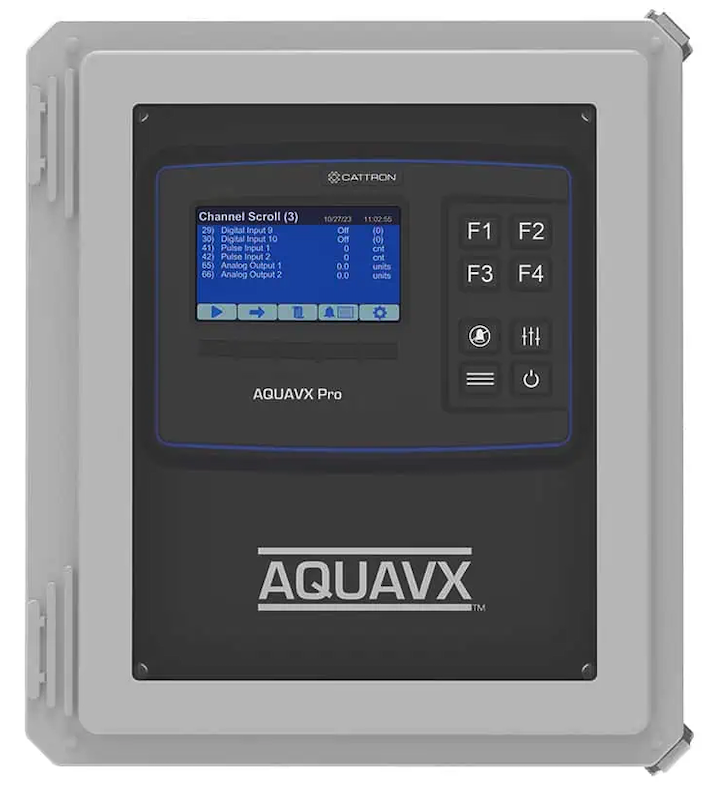 CATTRON
Channel Scroll (3) 10/27/23 11:02:55
29) Digital Input 9 Off (0)
30) Digital Input 10 Off (0)
41) Pulse Input 1 0 cnt
42) Pulse Input 2 0 cnt
65) Analog Output 1 0.0 units
66) Analog Output 2 0.0 units
F1 F2
F3 F4
AQUAVX Pro
AQUAVX
TM